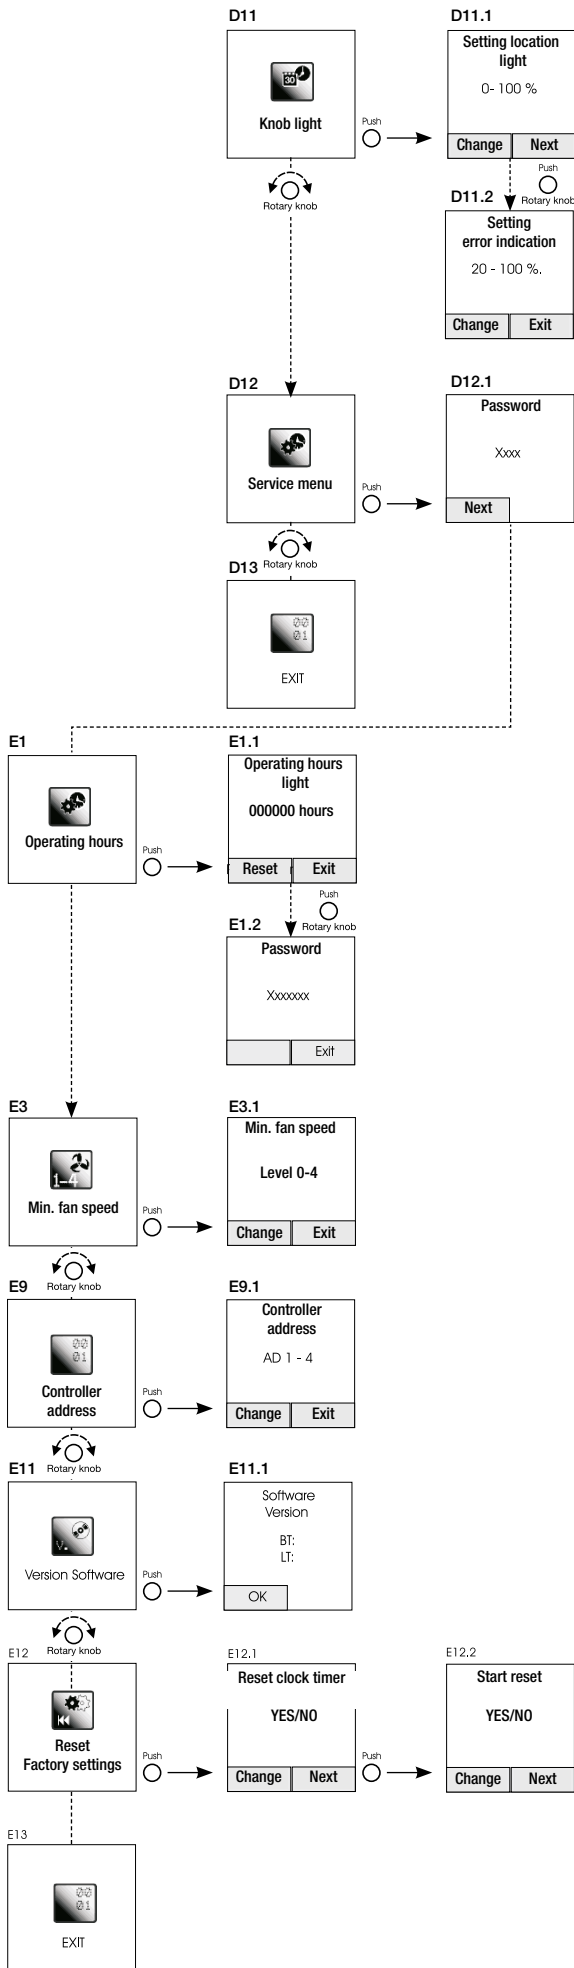 D11
D11.1
30
Knob light
Push
Setting location
light
0- 100 %
Change
Next
Rotary knob
Push
Rotary knob
D11.2
Setting
error indication
20 - 100 %.
Change
Exit
D12
D12.1
Service menu
Push
Password
Xxxx
Next
Rotary knob
D13
00
01
EXIT
E1
E1.1
Operating hours
Push
Operating hours
light
000000 hours
Reset
Exit
Push
Rotary knob
E1.2
Password
Xxxxxxx
Exit
E3
E3.1
1-4
Min. fan speed
Push
Min. fan speed
Level 0-4
Change
Exit
Rotary knob
E9
E9.1
00
01
Controller
address
Push
Controller
address
AD 1 - 4
Change
Exit
Rotary knob
E11
E11.1
V.
Version Software
Push
Software
Version
BT:
LT:
OK
Rotary knob
E12
E12.1
E12.2
Reset
Factory settings
Push
Reset clock timer
YES/NO
Change
Next
Push
Start reset
YES/NO
Change
Next
E13
00
01
EXIT